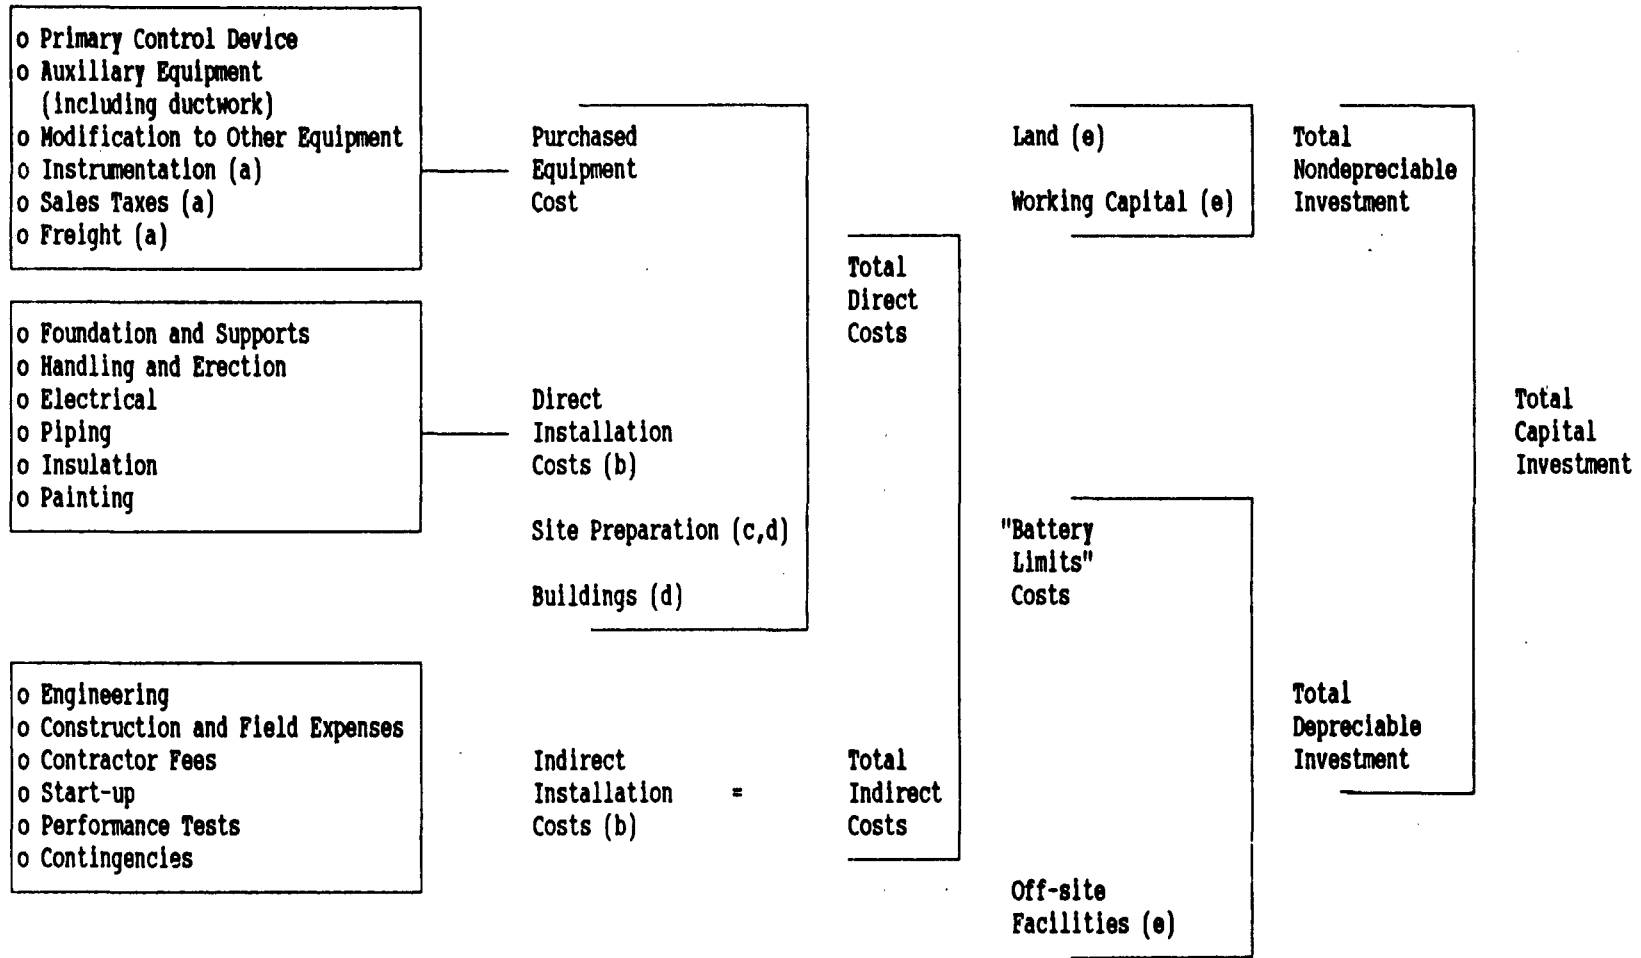 o Primary Control Device
o Auxiliary Equipment
(including ductwork)
o Modification to Other Equipment
o Instrumentation (a)
o Sales Taxes (a)
o Freight (a)
Purchased
Equipment
Cost
o Foundation and Supports
o Handling and Erection
o Electrical
o Piping
o Insulation
o Painting
Direct
Installation
Costs (b)
Site Preparation (c,d)
Buildings (d)
o Engineering
o Construction and Field Expenses
o Contractor Fees
o Start-up
o Performance Tests
o Contingencies
Indirect
Installation =
Costs (b)
Total
Direct
Costs
Total
Indirect
Costs
Land (e)
Working Capital (e)
"Battery
Limits"
Costs
Off-site
Facilities (e)
Total
Nondepreciable
Investment
Total
Depreciable
Investment
Total
Capital
Investment